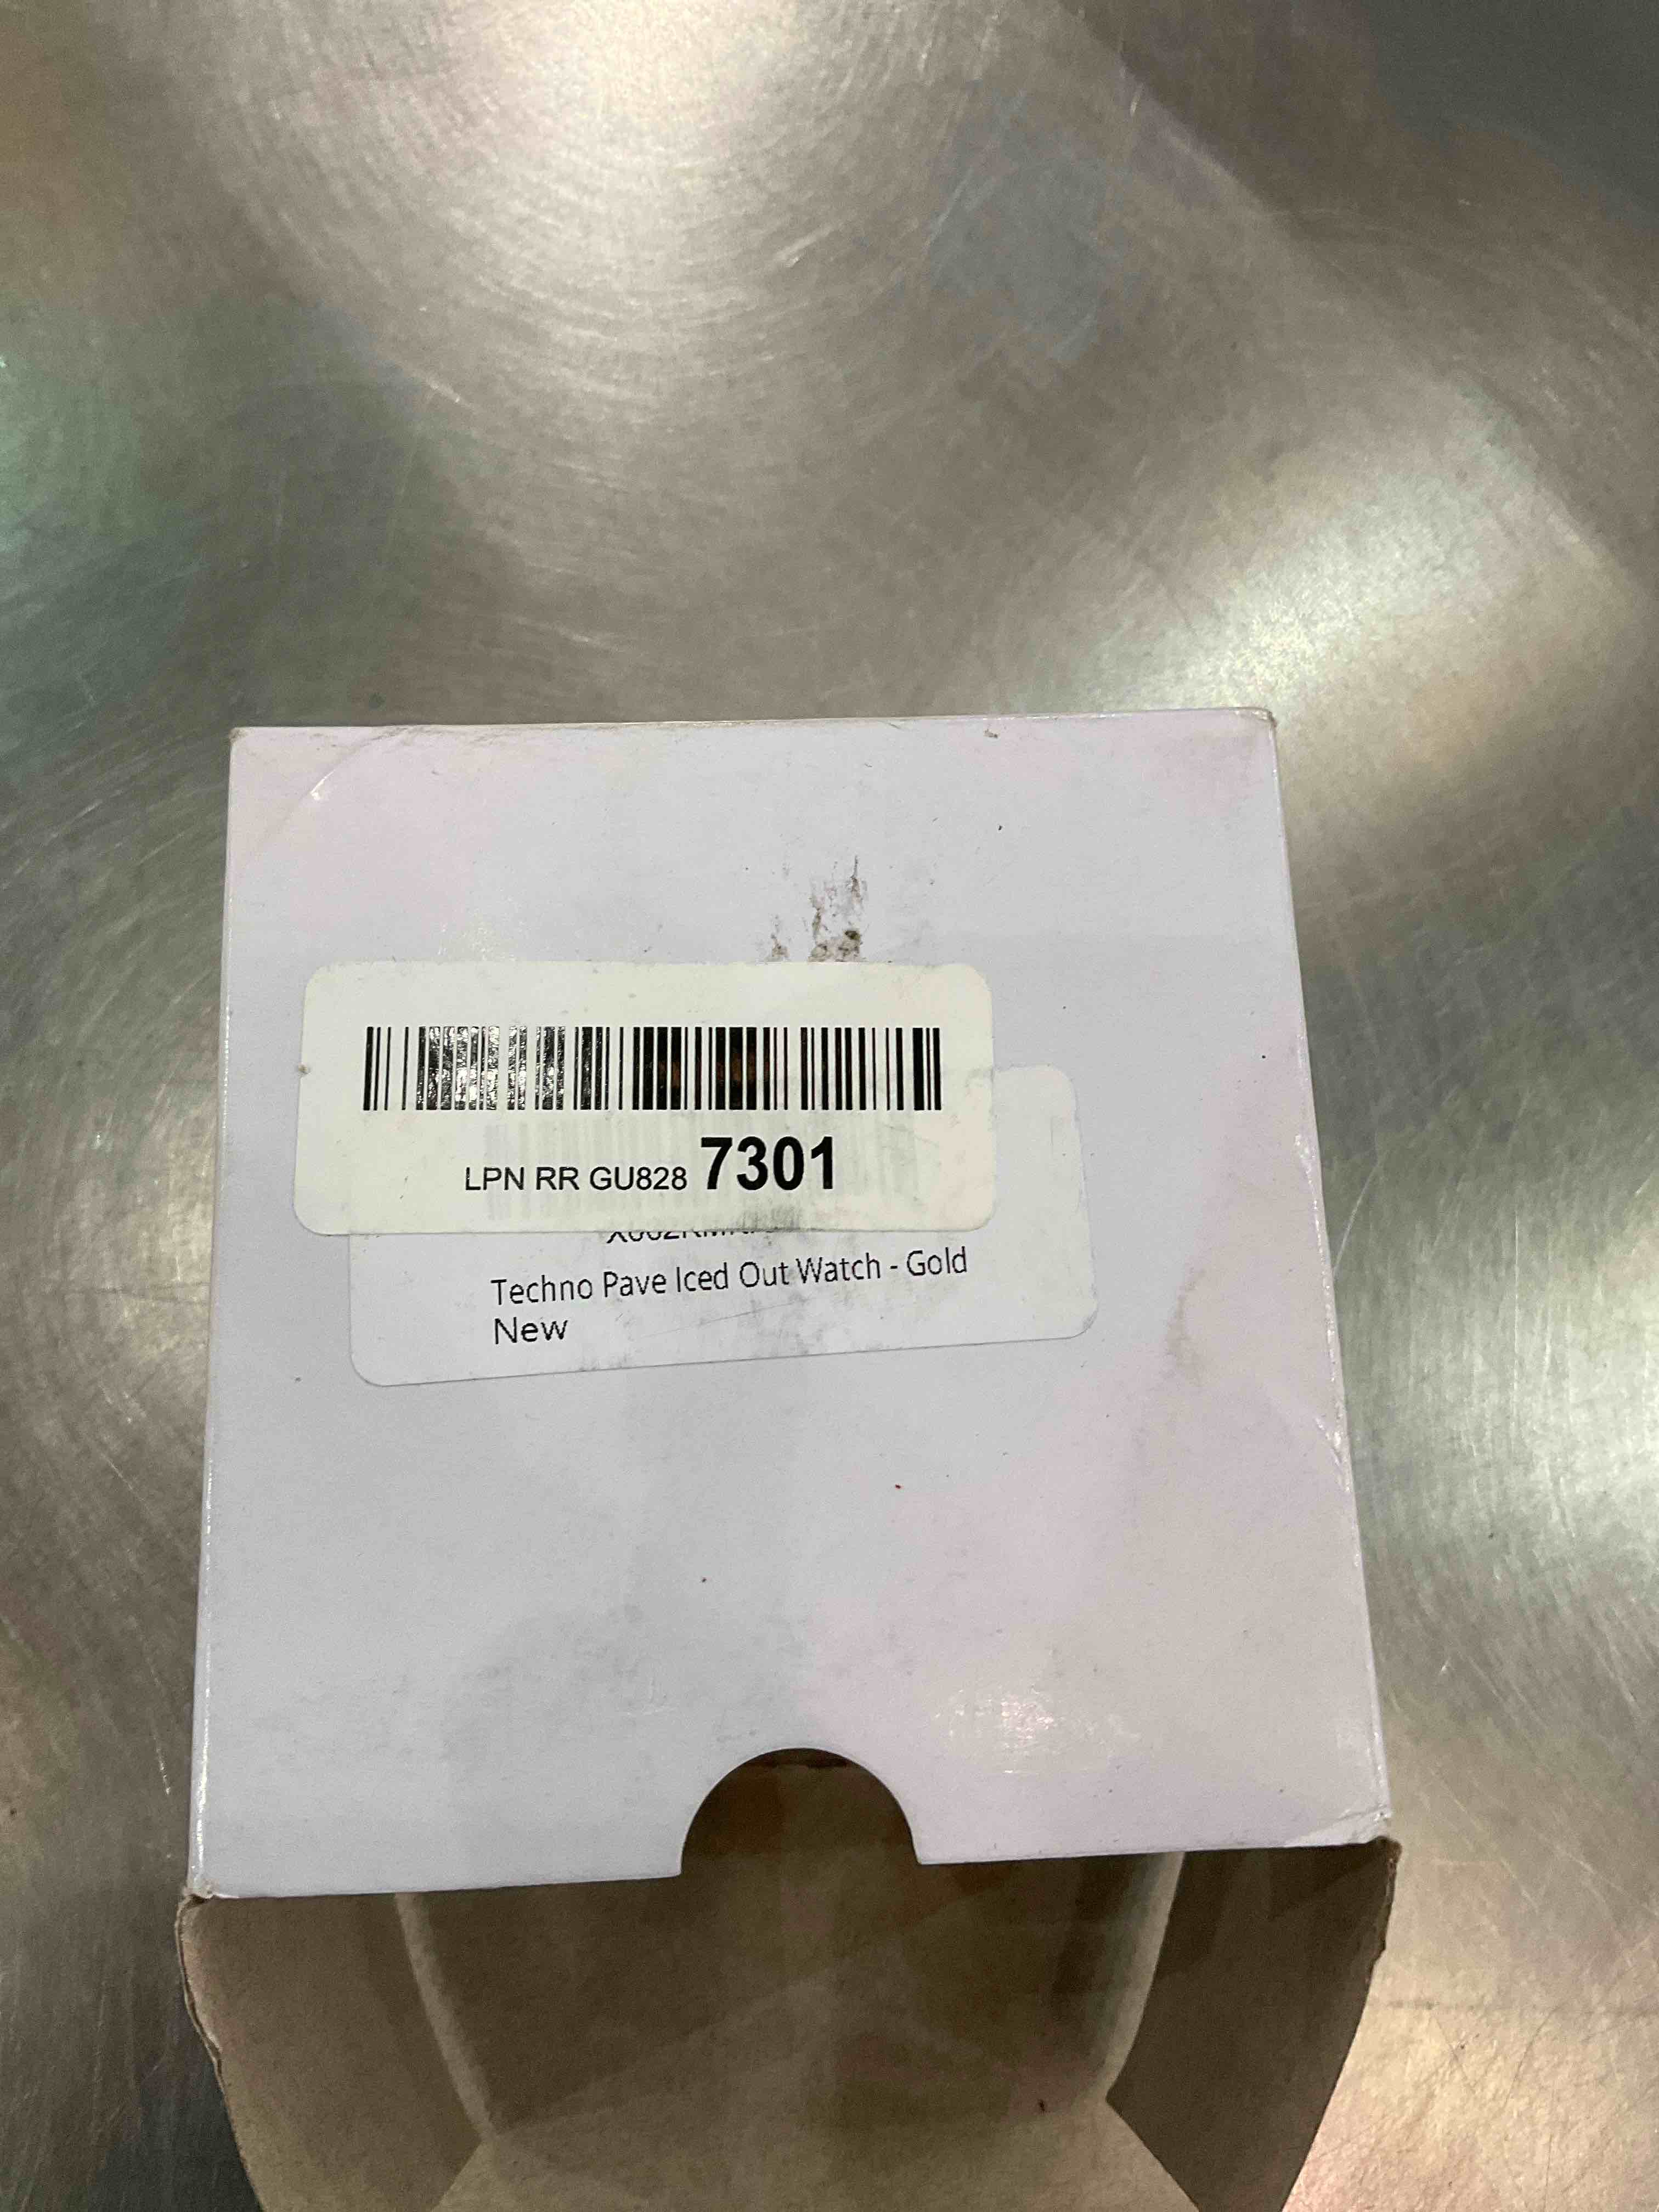 LPN RR GU828 7301
Techno Pave Iced Out Watch - Gold
New